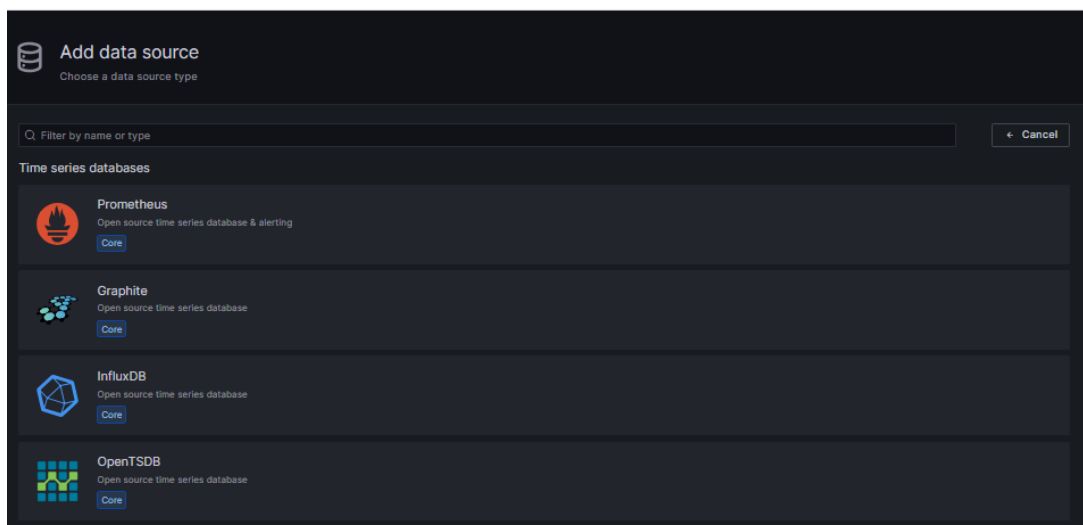 Add data source
Choose a data source type
Filter by name or type
← Cancel
Time series databases
Prometheus
Open source time series database & alerting
Core
Graphite
Open source time series database
Core
InfluxDB
Open source time series database
Core
OpenTSDB
Open source time series database
Core